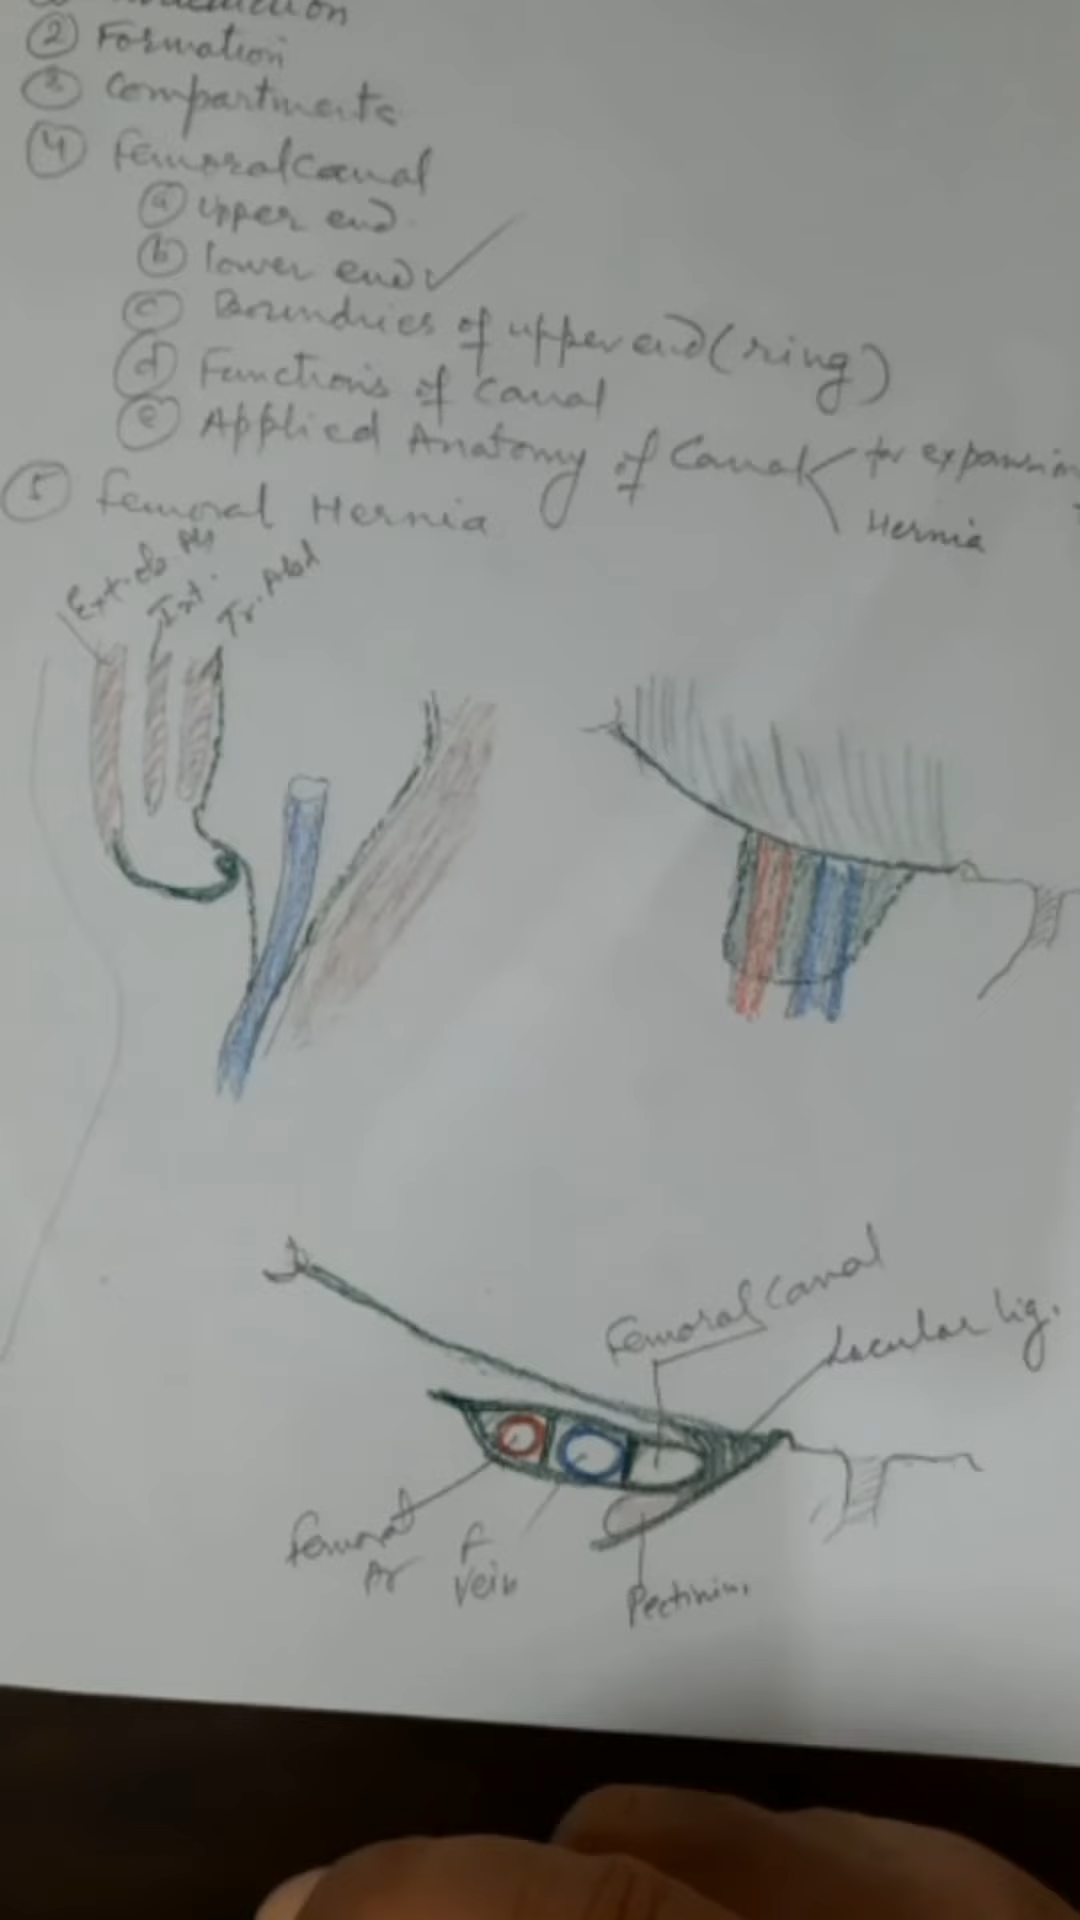 ② Formation
③ Compartments
④ Femoral Canal
ⓐ Upper end
ⓑ lower end ✓
ⓒ Boundries of upper end (ring)
ⓓ Functions of Canal
ⓔ Applied Anatomy of Canal for expansion
Hernia
⑤ Femoral Hernia
Ext. ob.
Int.
Tr. Abd
Femoral Canal
Lacular lig.
Femoral
Ar
F
Vein